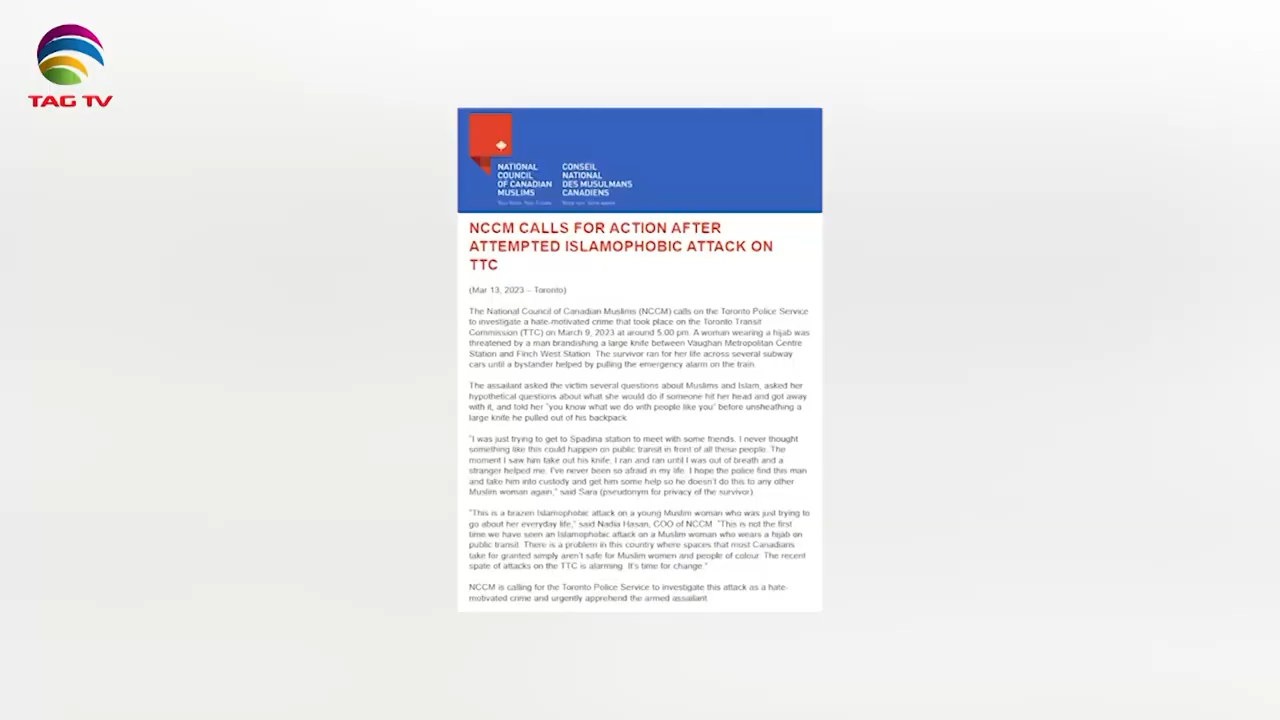 TAG TV
NATIONAL
COUNCIL
OF CANADIAN
MUSLIMS
CONSEIL
NATIONAL
DES MUSULMANS
CANADIENS
NCCM CALLS FOR ACTION AFTER
ATTEMPTED ISLAMOPHOBIC ATTACK ON
TTC
(Mar 13, 2023 – Toronto)
The National Council of Canadian Muslims (NCCM) calls on the Toronto Police Service
to investigate a hate-motivated crime that took place on the Toronto Transit
Commission (TTC) on March 9, 2023 at around 5:00 pm. A woman wearing a hijab was
threatened by a man brandishing a large knife between Vaughan Metropolitan Centre
Station and Finch West Station. The survivor ran for her life across several subway
cars until a bystander helped by pulling the emergency alarm on the train.
The assailant asked the victim several questions about Muslims and Islam, asked her
hypothetical questions about what she would do if someone hit her head and got away
with it, and told her "you know what we do with people like you" before unsheathing a
large knife he pulled out of his backpack.
"I was just trying to get to Spadina station to meet with some friends. I never thought
something like this could happen on public transit in front of all these people. The
moment I saw him take out his knife, I ran and ran until I was out of breath and a
stranger helped me. I've never been so afraid in my life. I hope the police find this man
and take him into custody and get him some help so he doesn't do this to any other
Muslim woman again," said Sara (pseudonym for privacy of the survivor).
"This is a brazen Islamophobic attack on a young Muslim woman who was just trying to
go about her everyday life," said Nadia Hasan, COO of NCCM. "This is not the first
time we have seen an Islamophobic attack on a Muslim woman who wears a hijab on
public transit. There is a problem in this country where spaces that most Canadians
take for granted simply aren't safe for Muslim women and people of colour. The recent
spate of attacks on the TTC is alarming. It's time for change."
NCCM is calling for the Toronto Police Service to investigate this attack as a hate-
motivated crime and urgently apprehend the armed assailant.